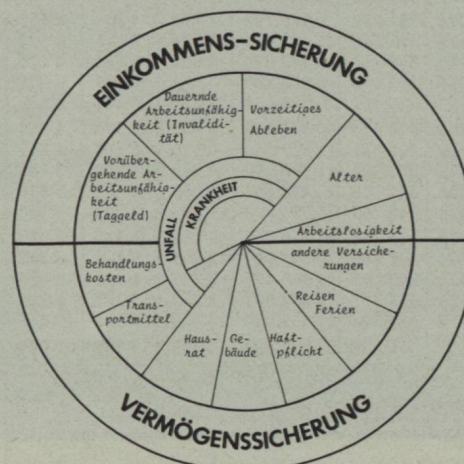 EINKOMMENS-SICHERUNG
Dauernde
Arbeitsunfähig-
keit (Invalidi-
tät)
Vorzeitiges
Ableben
Vorüber-
gehende Ar-
beitsunfähig-
keit
(Taggeld)
Alter
UNFALL
KRANKHEIT
Arbeitslosigkeit
Behandlungs-
kosten
andere Versiche-
rungen
Trans-
portmittel
Reisen
Ferien
Haus-
rat
Ge-
bäude
Haft-
pflicht
VERMÖGENSSICHERUNG